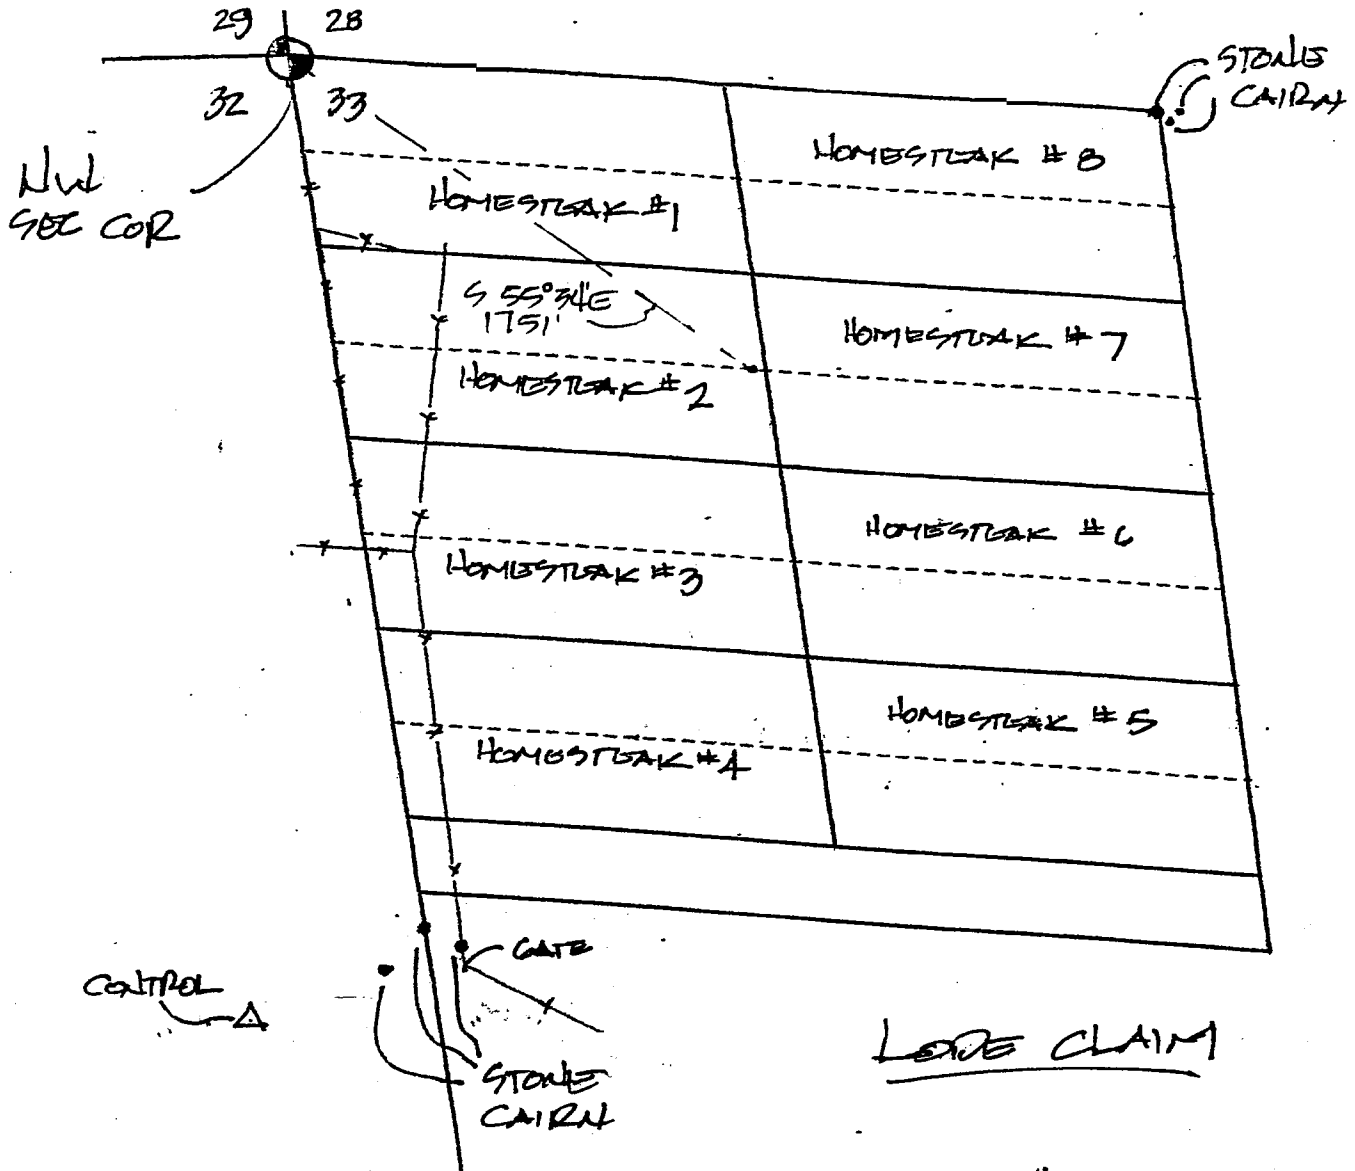 29 28
32 33
NW
SEC COR
STONE
CAIRN
HOMESTEAK #8
HOMESTEAK #1
S 55°34'E
1751'
HOMESTEAK #7
HOMESTEAK #2
HOMESTEAK #6
HOMESTEAK #3
HOMESTEAK #5
HOMESTEAK #4
GATE
CONTROL
STONE
CAIRN
LODE CLAIM